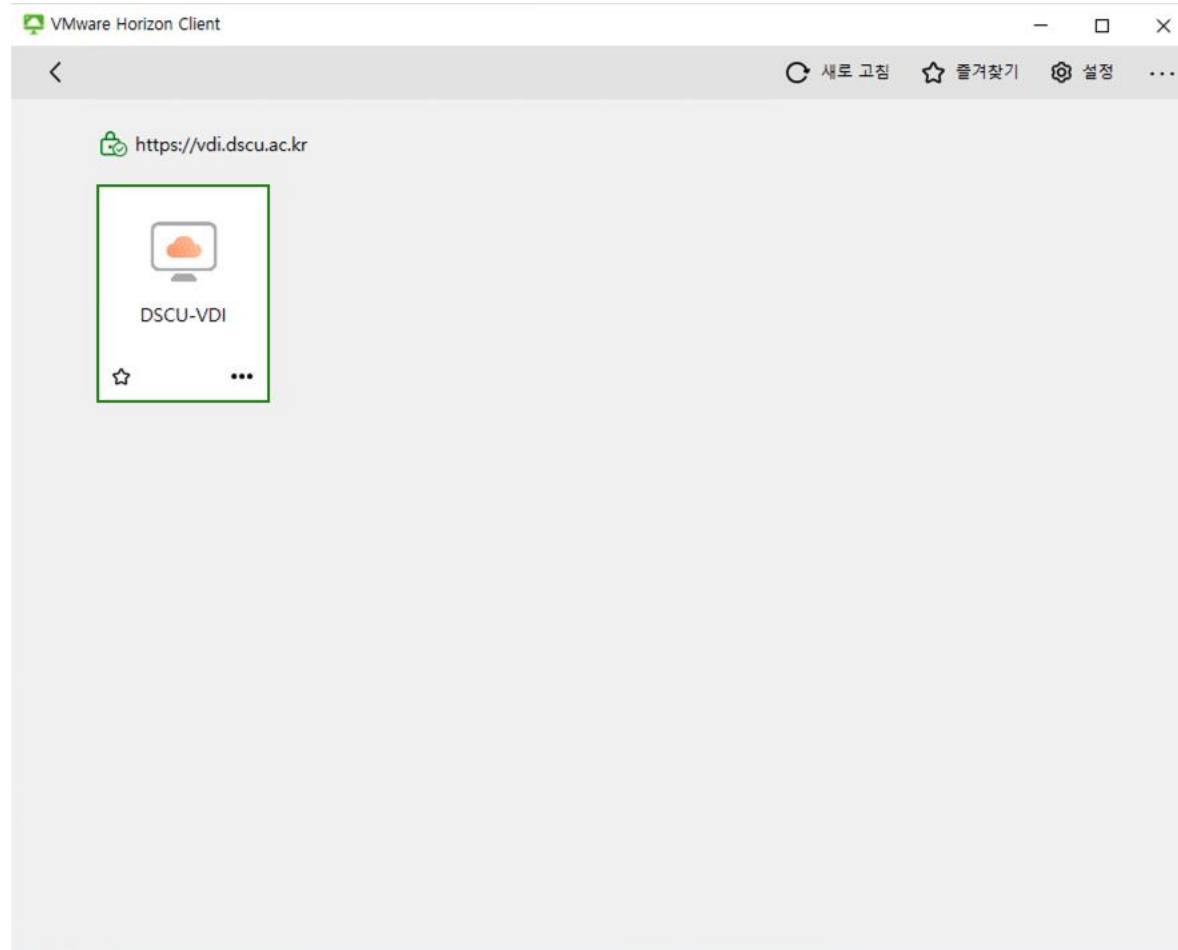 VMware Horizon Client
새로 고침 즐겨찾기 설정 ...
https://vdi.dscu.ac.kr
DSCU-VDI